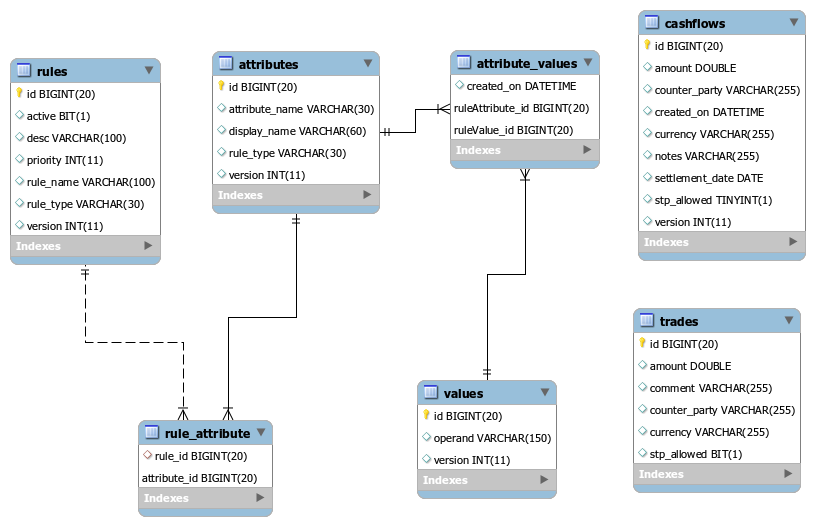 rules
id BIGINT(20)
active BIT(1)
desc VARCHAR(100)
priority INT(11)
rule_name VARCHAR(100)
rule_type VARCHAR(30)
version INT(11)
Indexes
attributes
id BIGINT(20)
attribute_name VARCHAR(30)
display_name VARCHAR(60)
rule_type VARCHAR(30)
version INT(11)
Indexes
attribute_values
created_on DATETIME
ruleAttribute_id BIGINT(20)
ruleValue_id BIGINT(20)
Indexes
cashflows
id BIGINT(20)
amount DOUBLE
counter_party VARCHAR(255)
created_on DATETIME
currency VARCHAR(255)
notes VARCHAR(255)
settlement_date DATE
stp_allowed TINYINT(1)
version INT(11)
Indexes
rule_attribute
rule_id BIGINT(20)
attribute_id BIGINT(20)
Indexes
values
id BIGINT(20)
operand VARCHAR(150)
version INT(11)
Indexes
trades
id BIGINT(20)
amount DOUBLE
comment VARCHAR(255)
counter_party VARCHAR(255)
currency VARCHAR(255)
stp_allowed BIT(1)
Indexes